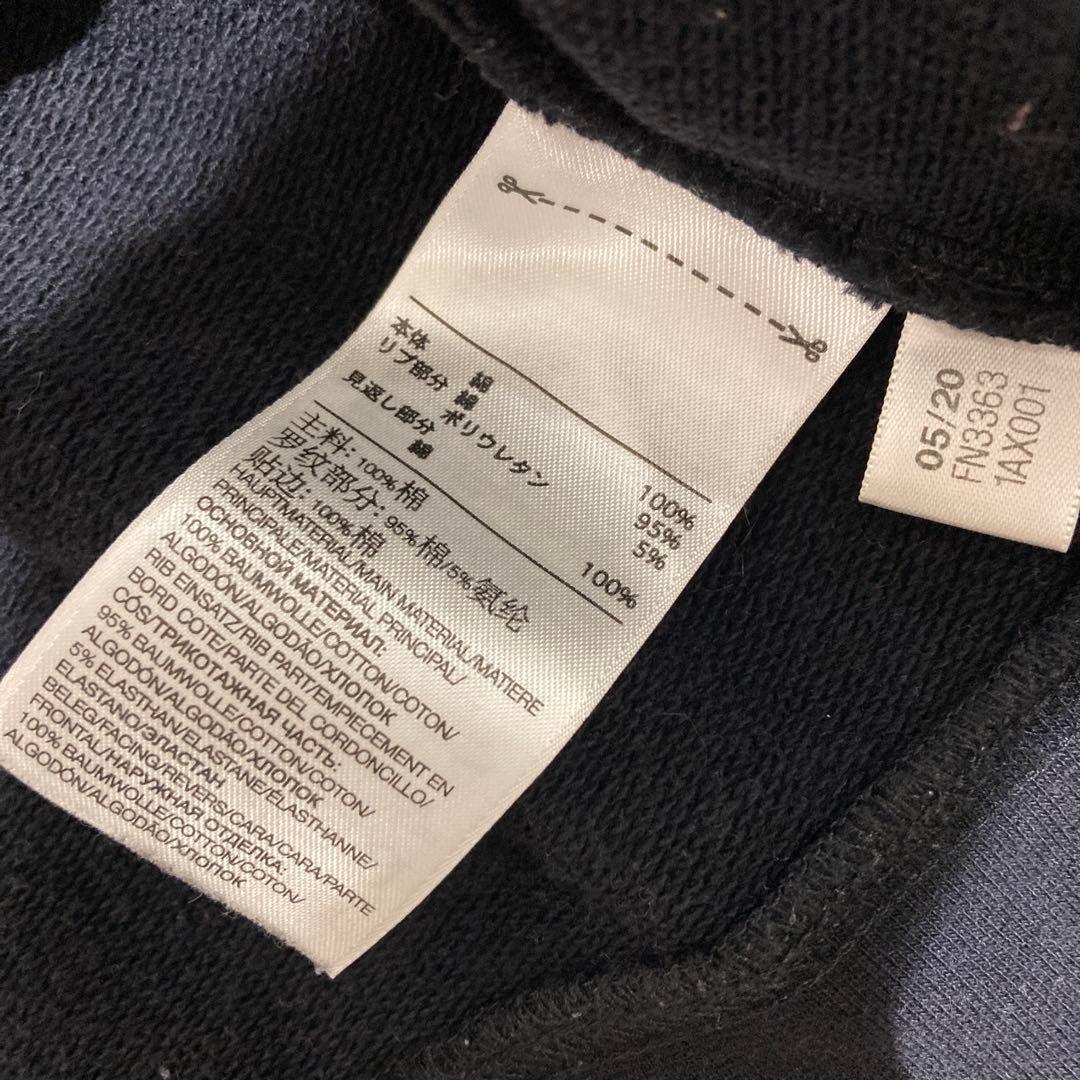 本体 綿 100%
リブ部分 綿 95%
ポリウレタン 5%
見返し部分
綿 100%
主料: 100% 棉
罗纹部分: 95% 棉/5% 氨纶
贴边: 100% 棉
HAUPTMATERIAL/MAIN MATERIAL/MATIERE
PRINCIPALE/MATERIAL PRINCIPAL/
ОСНОВНОЙ МАТЕРИАЛ:
100% BAUMWOLLE/COTTON/COTON/
ALGODÓN/ALGODÃO/ХЛОПОК
RIB EINSATZ/RIB PART/EMPIECEMENT EN
BORD COTE/PARTE DEL CORDONCILLO/
CÓS/ТРИКОТАЖНАЯ ЧАСТЬ:
95% BAUMWOLLE/COTTON/COTON/
ALGODÓN/ALGODÃO/ХЛОПОК
5% ELASTHAN/ELASTANE/ÉLASTHANNE/
ELASTANO/ЭЛАСТАН
BELEG/FACING/REVERS/CARA/CARA/PARTE
FRONTAL/НАРУЖНАЯ ОТДЕЛКА:
100% BAUMWOLLE/COTTON/COTON/
ALGODÓN/ALGODÃO/ХЛОПОК
05/20
FN3363
1AX001